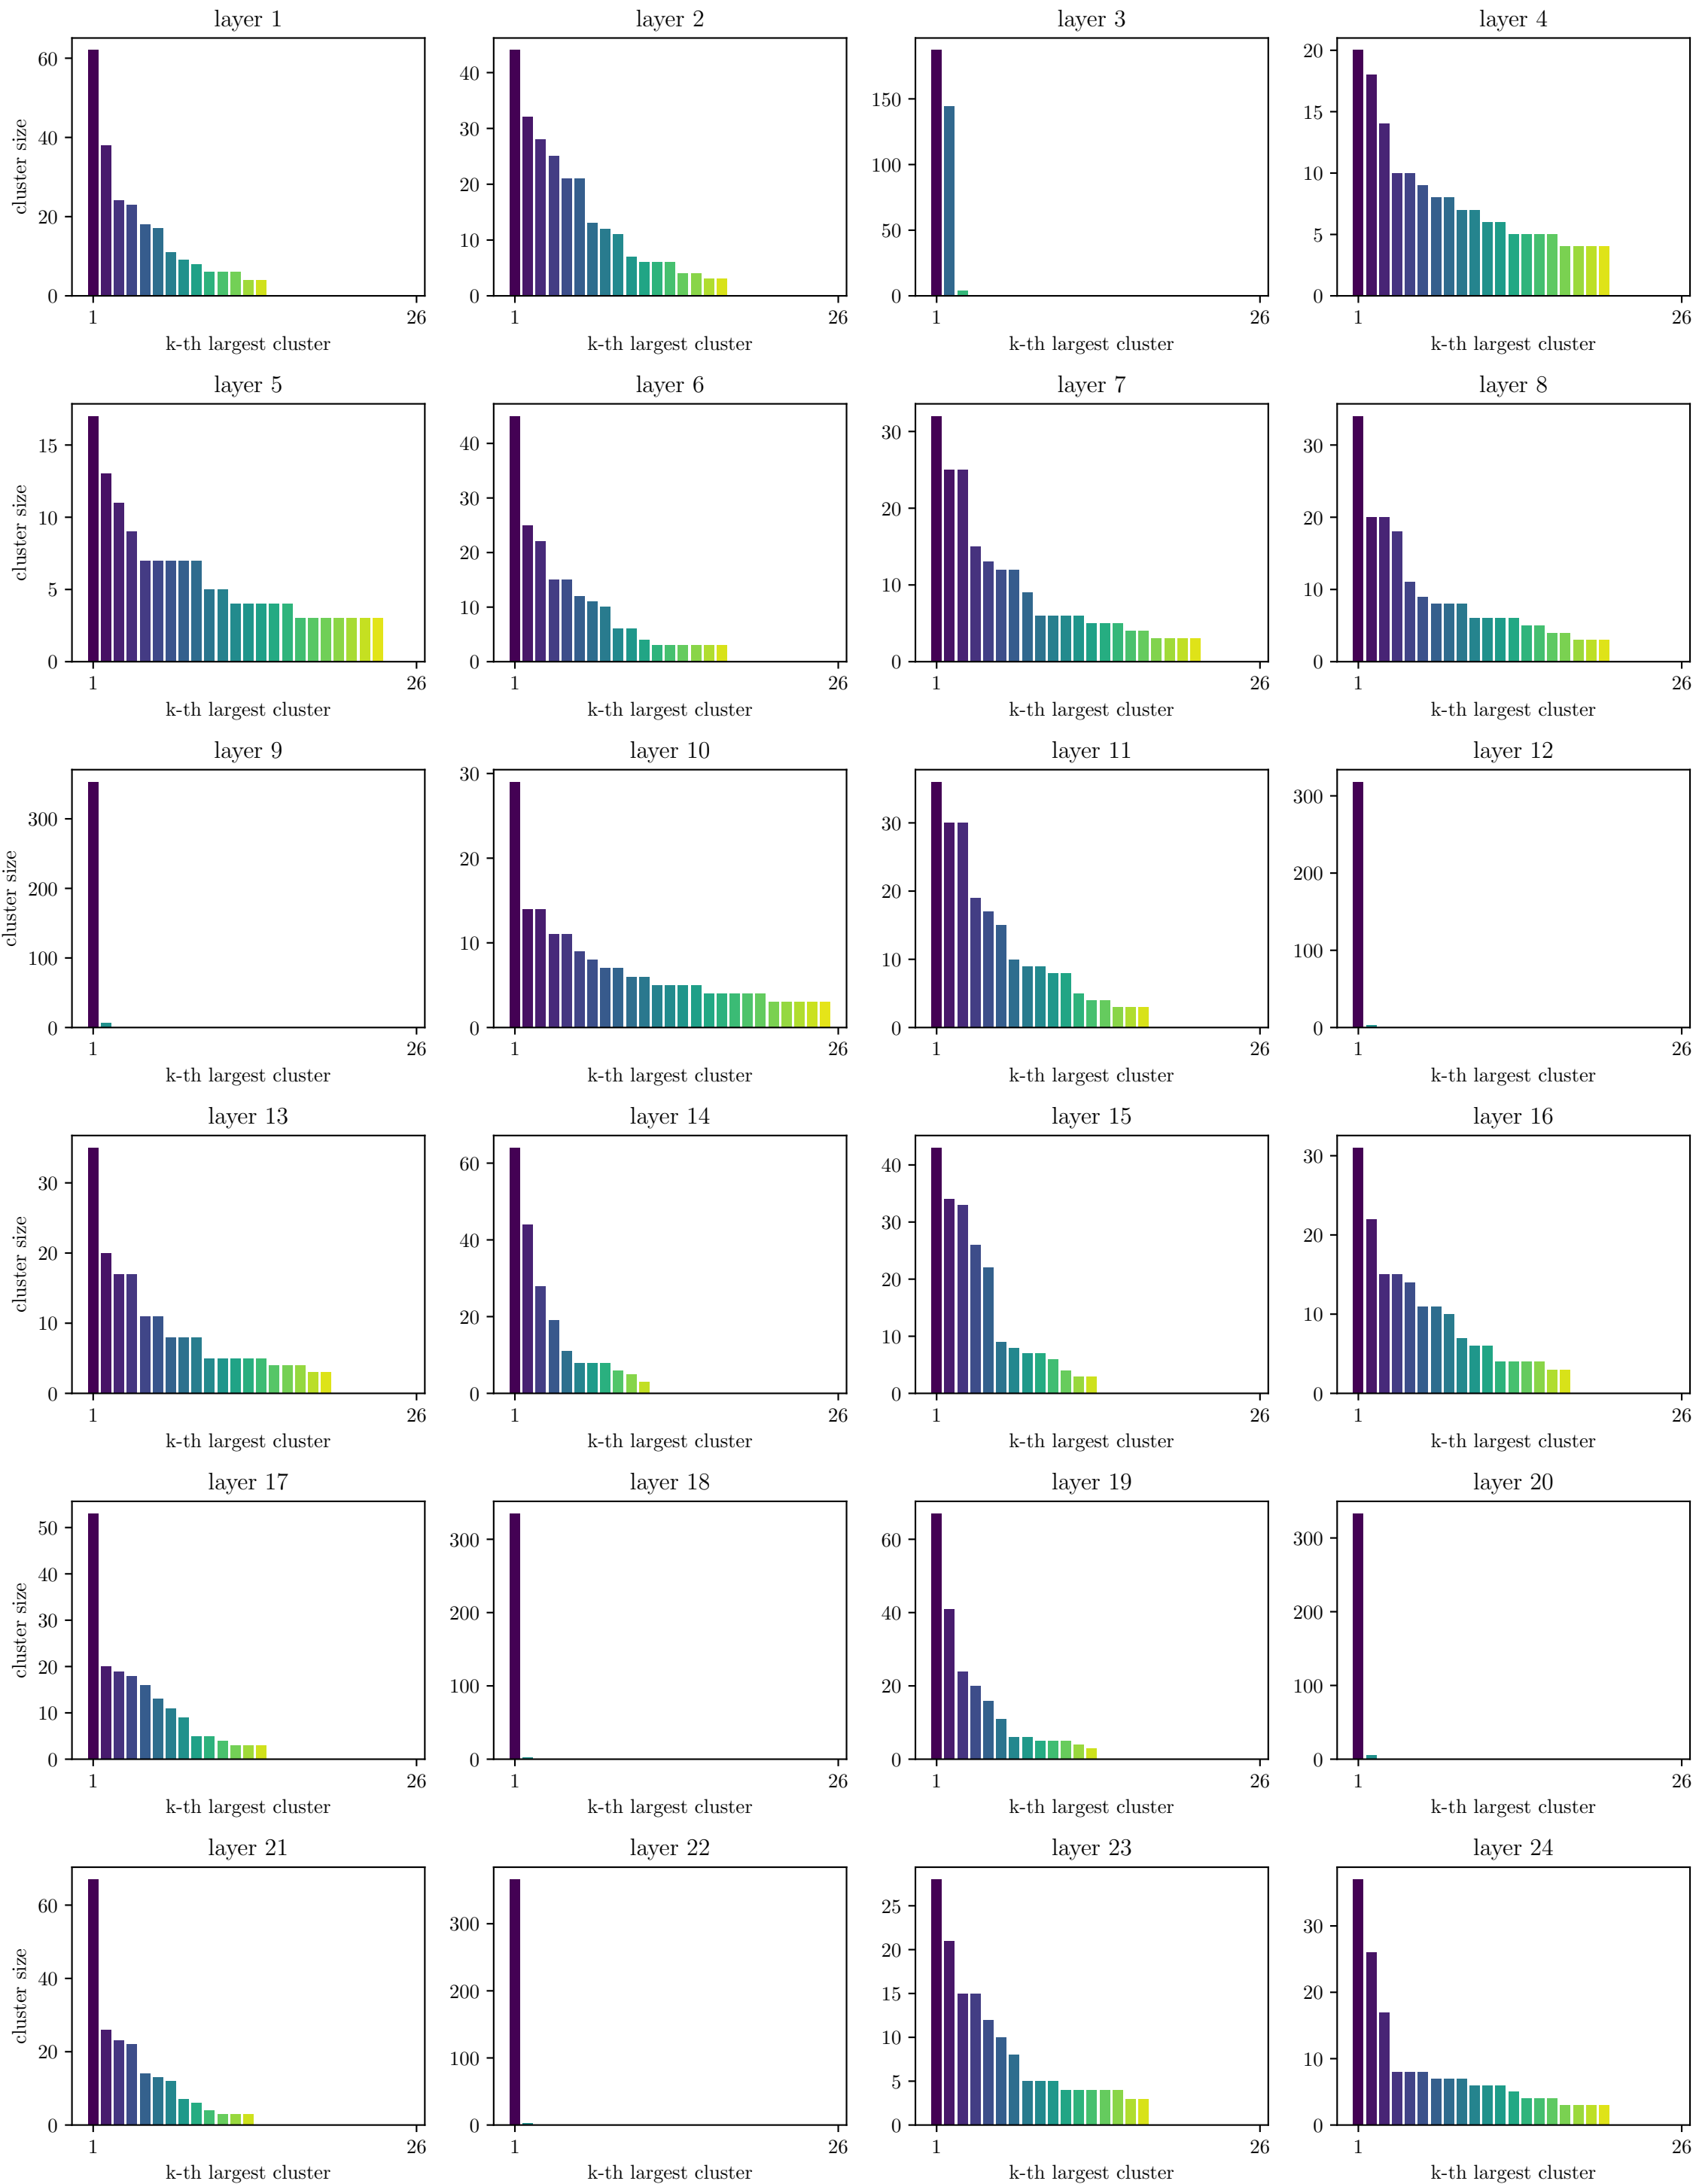 layer 1
layer 2
layer 3
layer 4
cluster size
60
40
20
0
1
26
k-th largest cluster
40
30
20
10
0
1
26
k-th largest cluster
150
100
50
0
1
26
k-th largest cluster
20
15
10
5
0
1
26
k-th largest cluster
layer 5
layer 6
layer 7
layer 8
cluster size
15
10
5
0
1
26
k-th largest cluster
40
30
20
10
0
1
26
k-th largest cluster
30
20
10
0
1
26
k-th largest cluster
30
20
10
0
1
26
k-th largest cluster
layer 9
layer 10
layer 11
layer 12
cluster size
300
200
100
0
1
26
k-th largest cluster
30
20
10
0
1
26
k-th largest cluster
30
20
10
0
1
26
k-th largest cluster
300
200
100
0
1
26
k-th largest cluster
layer 13
layer 14
layer 15
layer 16
cluster size
30
20
10
0
1
26
k-th largest cluster
60
40
20
0
1
26
k-th largest cluster
40
30
20
10
0
1
26
k-th largest cluster
30
20
10
0
1
26
k-th largest cluster
layer 17
layer 18
layer 19
layer 20
cluster size
50
40
30
20
10
0
1
26
k-th largest cluster
300
200
100
0
1
26
k-th largest cluster
60
40
20
0
1
26
k-th largest cluster
300
200
100
0
1
26
k-th largest cluster
layer 21
layer 22
layer 23
layer 24
cluster size
60
40
20
0
1
26
k-th largest cluster
300
200
100
0
1
26
k-th largest cluster
25
20
15
10
5
0
1
26
k-th largest cluster
30
20
10
0
1
26
k-th largest cluster